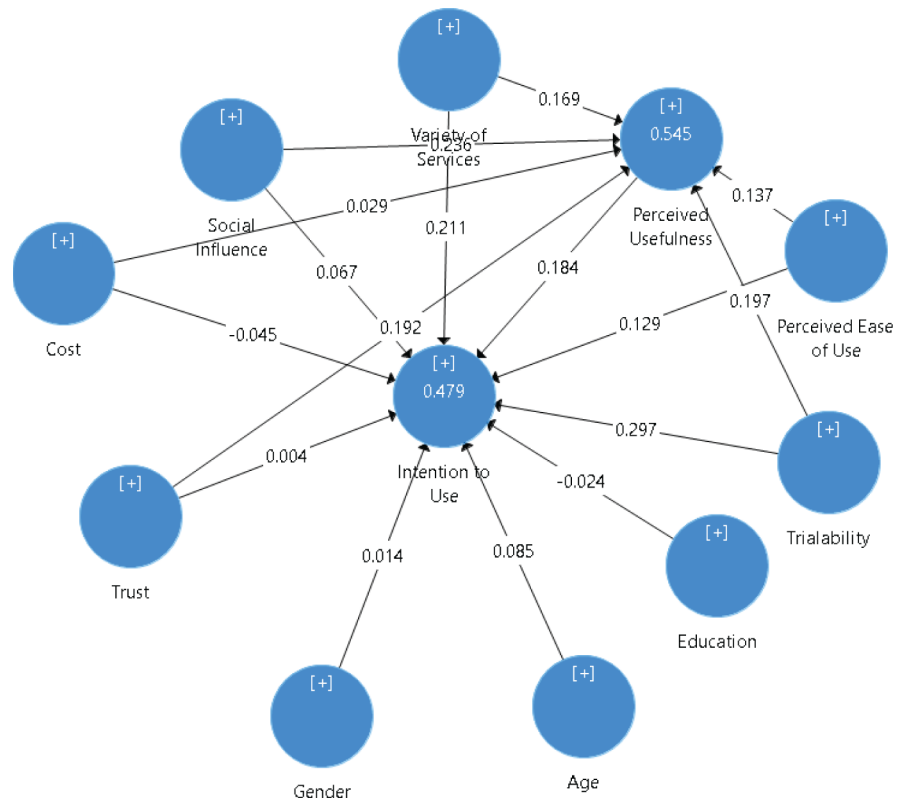 [+]
0.169
[+]
0.545
[+]
Variety of
Services
0.236
Perceived
Usefulness
0.137
[+]
Social
Influence
0.029
0.211
[+]
0.067
0.184
0.197
Perceived Ease
of Use
Cost
-0.045
0.192
0.129
[+]
0.479
[+]
0.297
0.004
Intention to
Use
-0.024
[+]
Trust
Trialability
0.014
0.085
[+]
Education
[+]
Gender
[+]
Age